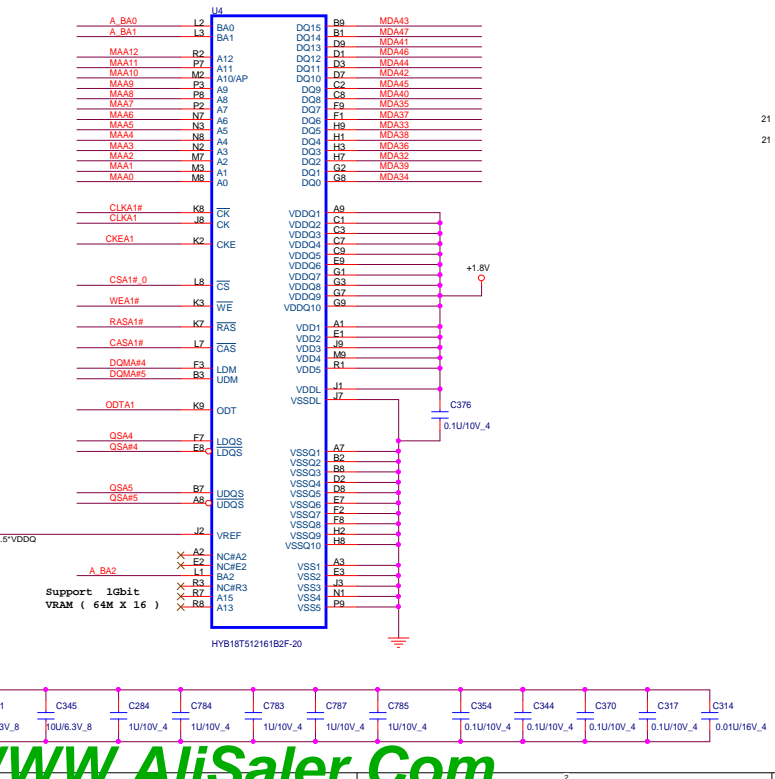 U4
A_BA0 L2 BA0 DQ15 B9 MDA43
A_BA1 L3 BA1 DQ14 B1 MDA47
DQ13 D9 MDA41
MAA12 R2 A12 DQ12 D1 MDA46
MAA11 P7 A11 DQ11 D3 MDA44
MAA10 M2 A10/AP DQ10 D7 MDA42
MAA9 P3 A9 DQ9 C2 MDA45
MAA8 P8 A8 DQ8 C8 MDA40
MAA7 P2 A7 DQ7 F9 MDA35
MAA6 N7 A6 DQ6 F1 MDA37
MAA5 N3 A5 DQ5 H9 MDA33
MAA4 N8 A4 DQ4 H1 MDA38
MAA3 N2 A3 DQ3 H3 MDA36
MAA2 M7 A2 DQ2 H7 MDA32
MAA1 M3 A1 DQ1 G2 MDA39
MAA0 M8 A0 DQ0 G8 MDA34
21
21
CLKA1# K8 CK VDDQ1 A9
CLKA1 J8 CK VDDQ2 C1
VDDQ3 C3
CKEA1 K2 CKE VDDQ4 C7
VDDQ5 C9
VDDQ6 E9
VDDQ7 G1
CSA1#_0 L8 CS VDDQ8 G3
VDDQ9 G7
WEA1# K3 WE VDDQ10 G9
+1.8V
RASA1# K7 RAS VDD1 A1
VDD2 E1
CASA1# L7 CAS VDD3 J9
VDD4 M9
DQMA#4 F3 LDM VDD5 R1
DQMA#5 B3 UDM
VDDL J1
VSSDL J7
ODTA1 K9 ODT
C376
0.1U/10V_4
QSA4 F7 LDQS
QSA#4 E8 LDQS VSSQ1 A7
VSSQ2 B2
VSSQ3 B8
VSSQ4 D2
QSA5 B7 UDQS VSSQ5 D8
QSA#5 A8 UDQS VSSQ6 E7
VSSQ7 F2
VSSQ8 F8
.5*VDDQ J2 VREF VSSQ9 H2
VSSQ10 H8
A2 NC#A2
E2 NC#E2 VSS1 A3
A_BA2 L1 BA2 VSS2 E3
R3 NC#R3 VSS3 J3
R7 A15 VSS4 N1
R8 A13 VSS5 P9
Support 1Gbit
VRAM ( 64M X 16 )
HYB18T512161B2F-20
1 C345 C284 C784 C783 C787 C785 C354 C344 C370 C317 C314
3V_8 10U/6.3V_8 1U/10V_4 1U/10V_4 1U/10V_4 1U/10V_4 1U/10V_4 0.1U/10V_4 0.1U/10V_4 0.1U/10V_4 0.1U/10V_4 0.01U/16V_4
WW.AliSaler.Com
2